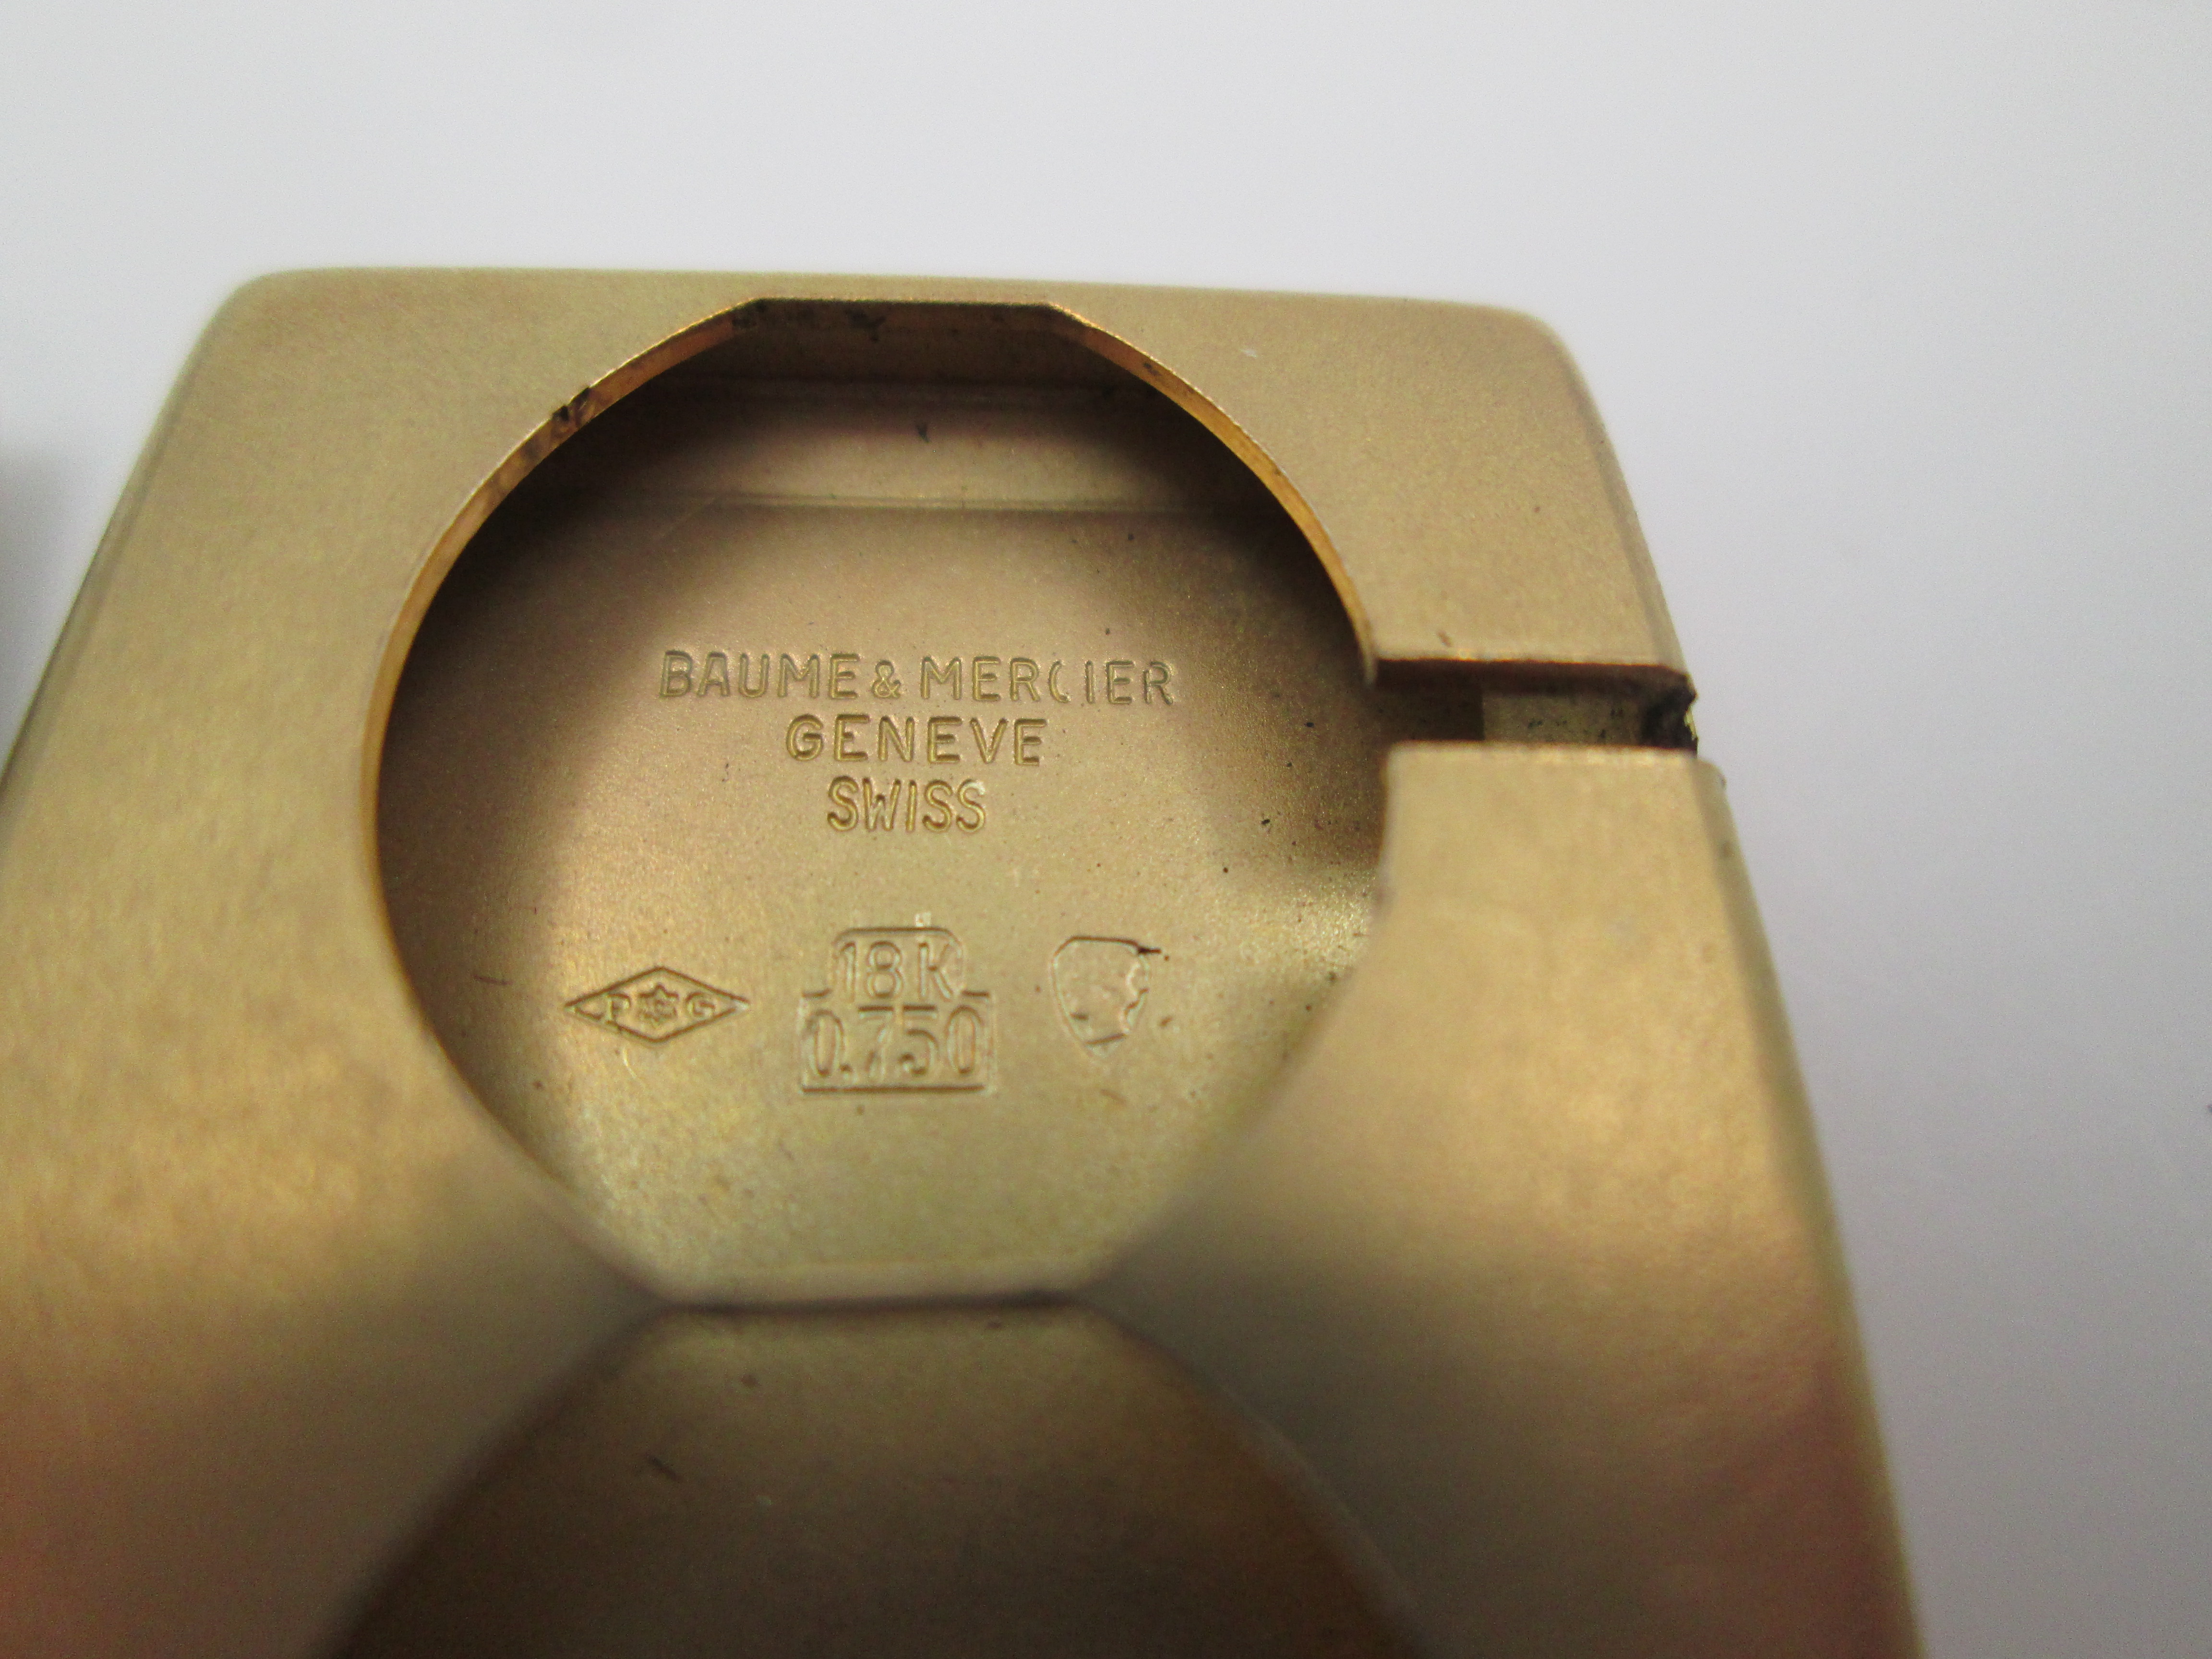 BAUME & MERCIER
GENEVE
SWISS
P G
18K
0.750